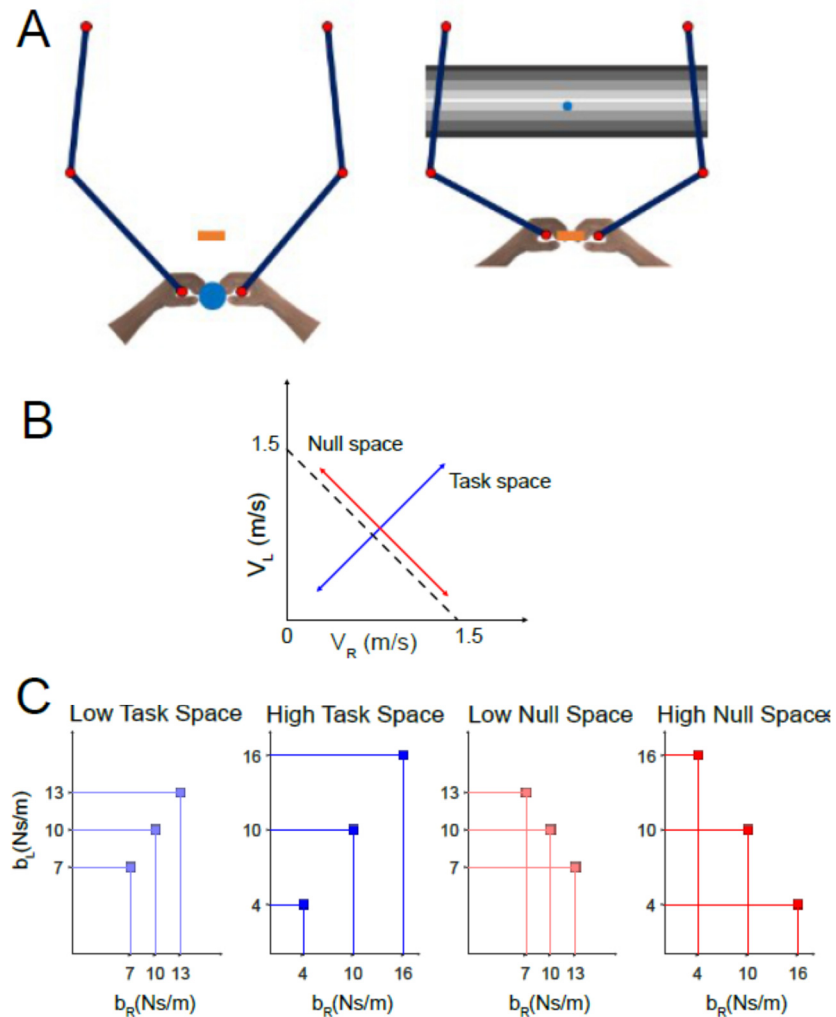 A
B
1.5
Null space
Task space
V_L (m/s)
0
V_R (m/s)
1.5
C
Low Task Space
High Task Space
Low Null Space
High Null Spaces
b_L(Ns/m)
13
10
7
7 10 13
b_R(Ns/m)
16
10
4
4 10 16
b_R(Ns/m)
13
10
7
7 10 13
b_R(Ns/m)
16
10
4
4 10 16
b_R(Ns/m)